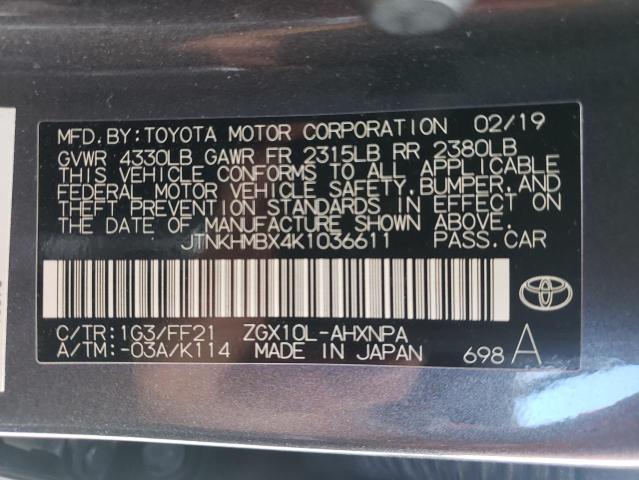 MFD. BY: TOYOTA MOTOR CORPORATION 02/19
GVWR 4330LB GAWR FR 2315LB RR 2380LB
THIS VEHICLE CONFORMS TO ALL APPLICABLE
FEDERAL MOTOR VEHICLE SAFETY, BUMPER, AND
THEFT PREVENTION STANDARDS IN EFFECT ON
THE DATE OF MANUFACTURE SHOWN ABOVE.
JTNKHMBX4K1036611 PASS.CAR
C/TR: 1G3/FF21 ZGX10L-AHXNPA
A/TM: -03A/K114 MADE IN JAPAN 698 A